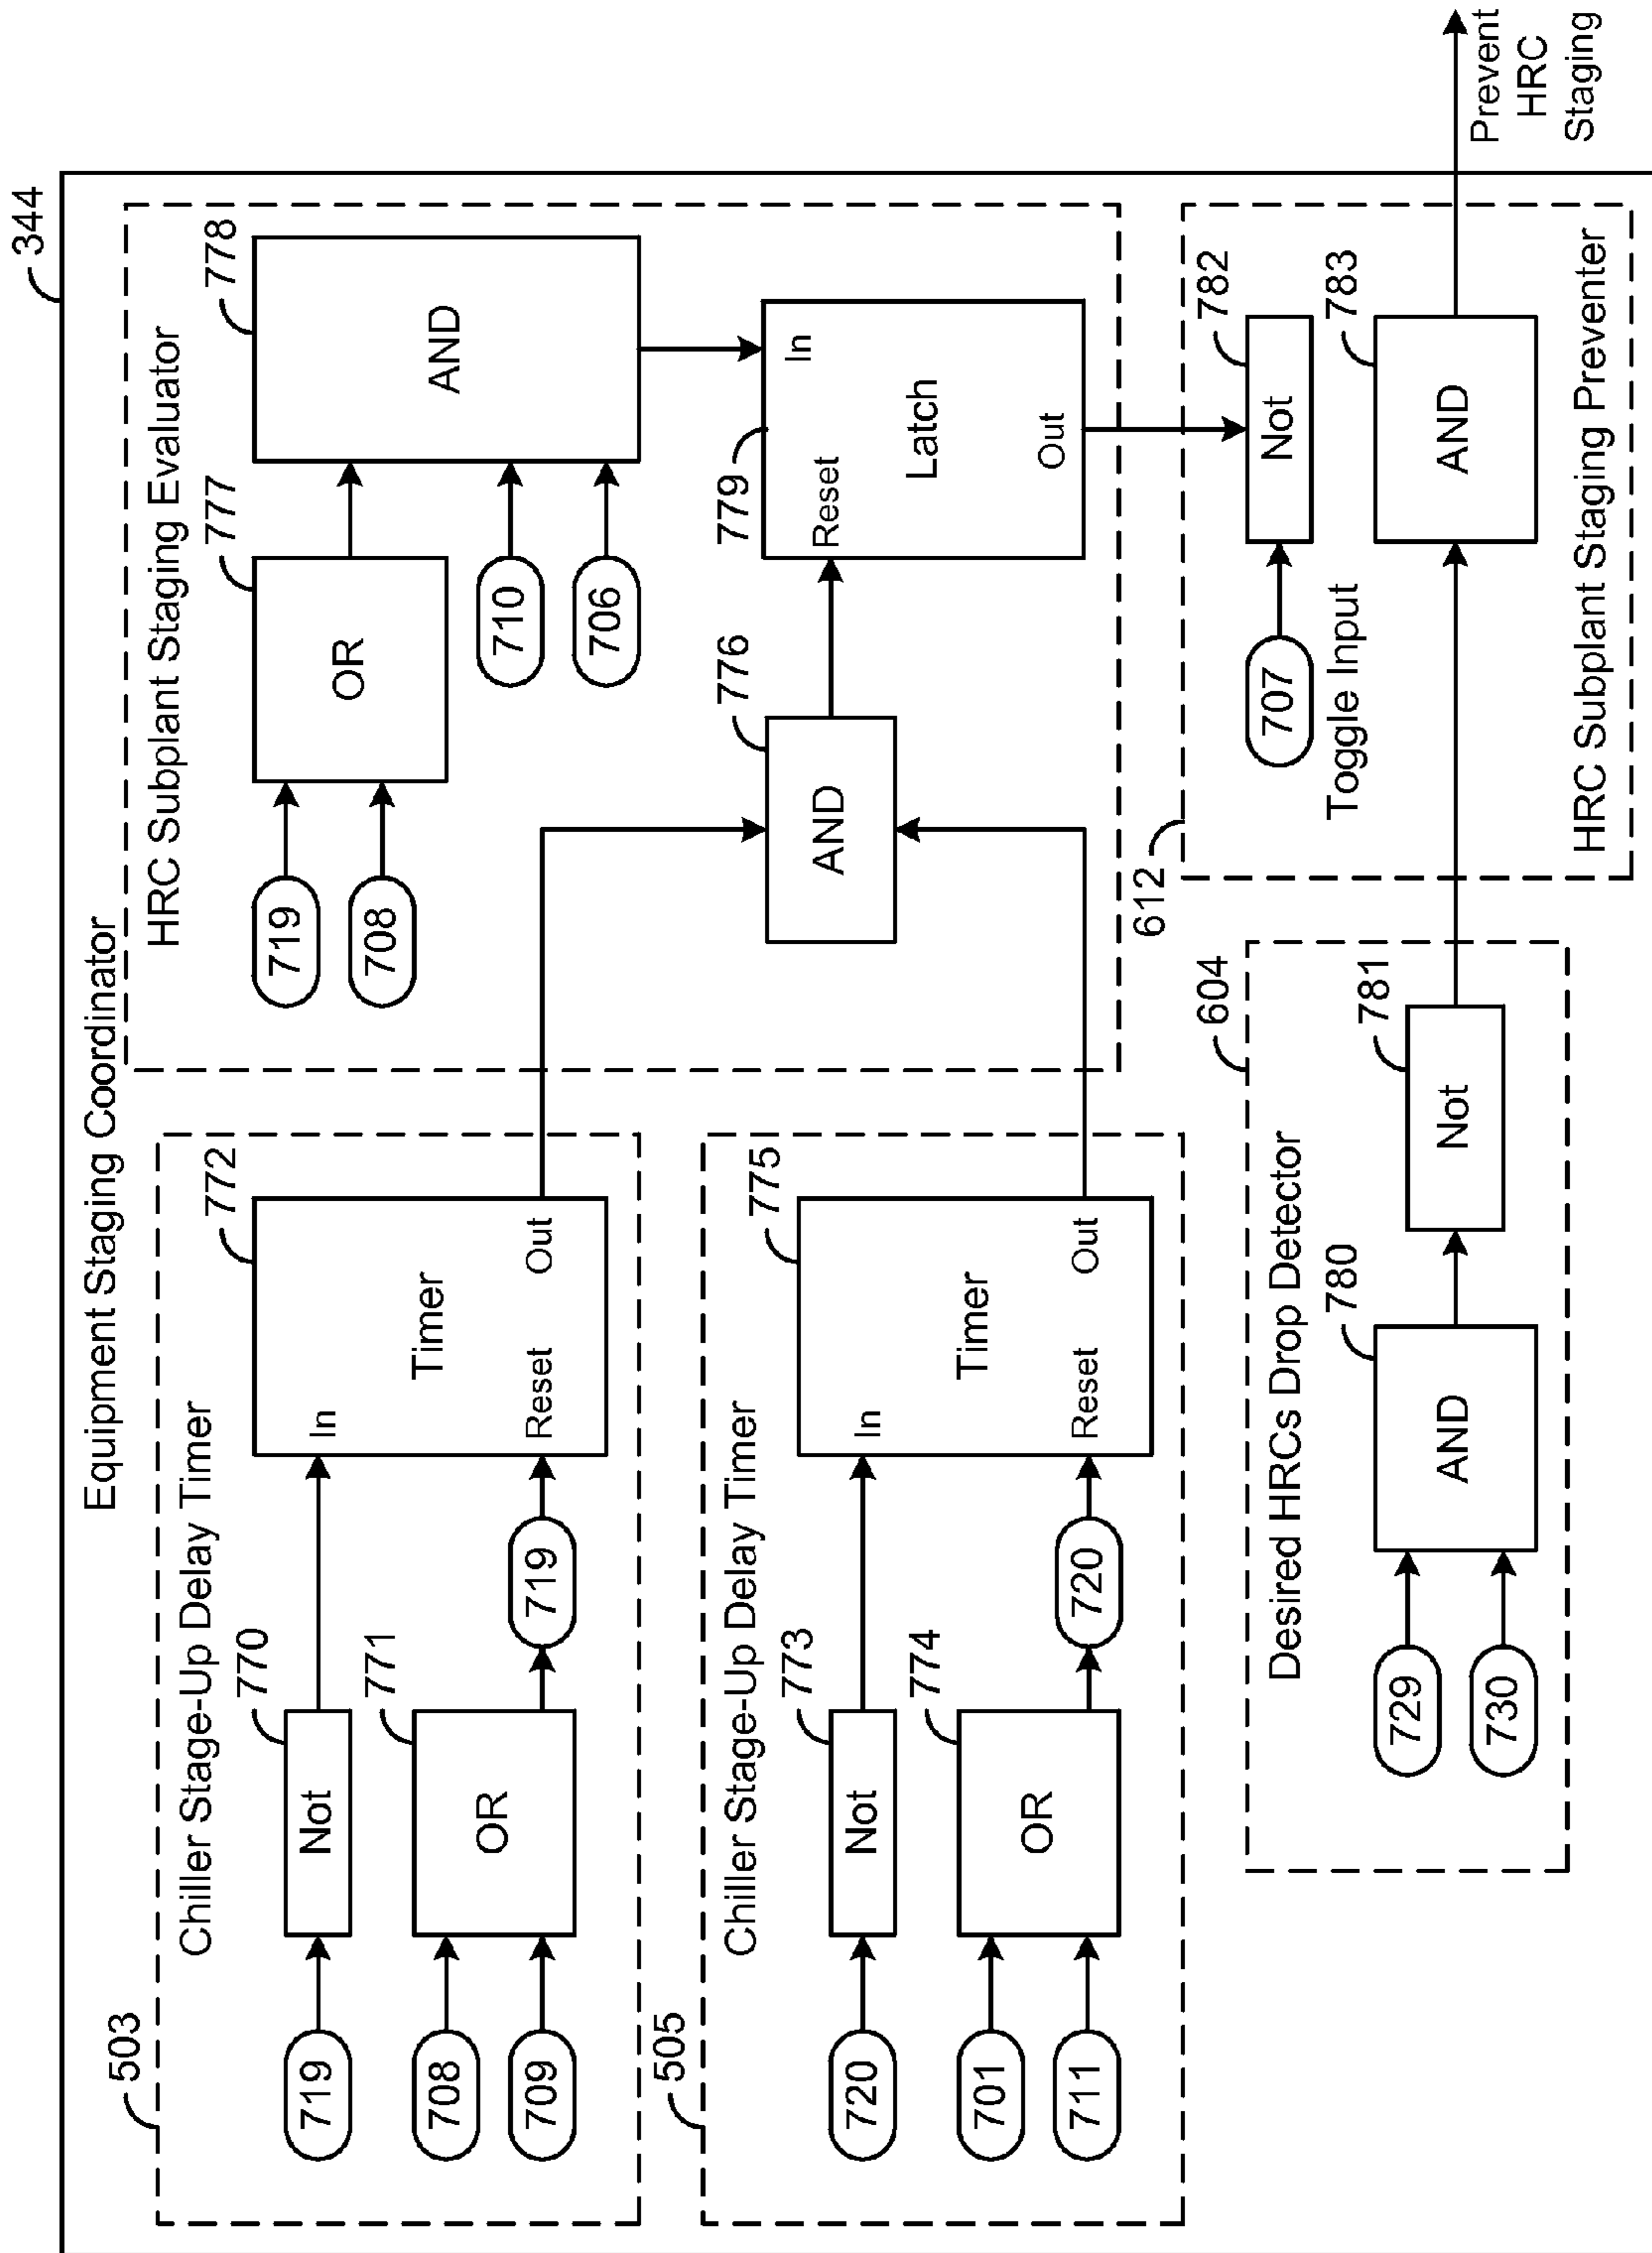 344
Equipment Staging Coordinator
503
Chiller Stage-Up Delay Timer
719
770
Not
708
709
771
OR
719
772
In
Timer
Reset
Out
505
Chiller Stage-Up Delay Timer
720
773
Not
701
711
774
OR
720
775
In
Timer
Reset
Out
HRC Subplant Staging Evaluator
719
708
777
OR
710
706
778
AND
776
AND
779
Reset
In
Latch
Out
604
Desired HRCs Drop Detector
729
730
780
AND
781
Not
612
707
Toggle Input
782
Not
783
AND
HRC Subplant Staging Preventer
Prevent
HRC
Staging